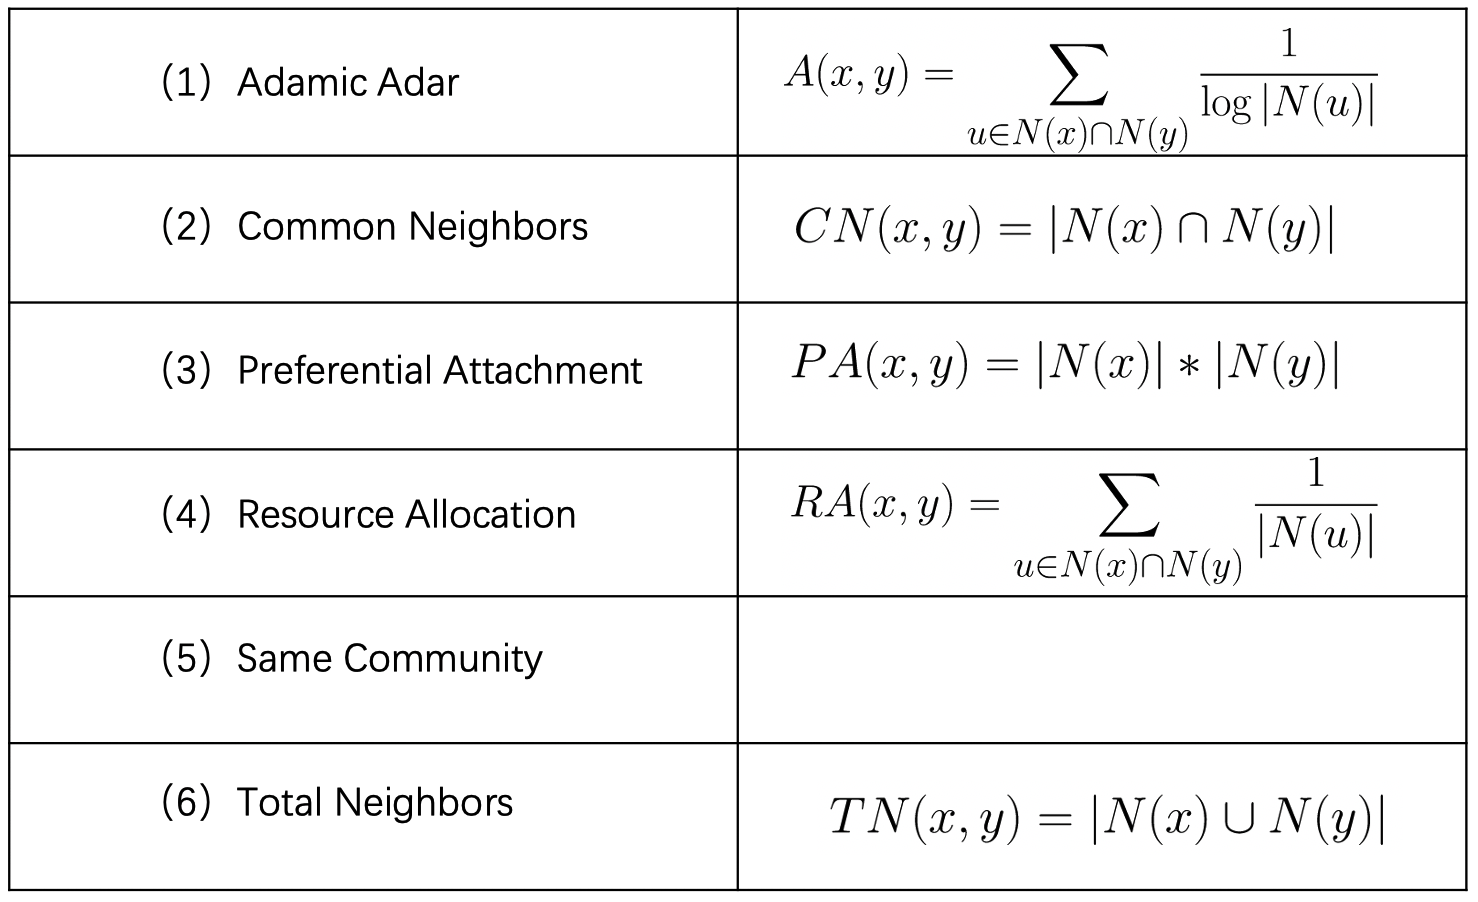 (1) Adamic Adar
A(x, y) = ∑_{u∈N(x)∩N(y)} 1 / log |N(u)|
(2) Common Neighbors
CN(x, y) = |N(x) ∩ N(y)|
(3) Preferential Attachment
PA(x, y) = |N(x)| ∗ |N(y)|
(4) Resource Allocation
RA(x, y) = ∑_{u∈N(x)∩N(y)} 1 / |N(u)|
(5) Same Community
(6) Total Neighbors
TN(x, y) = |N(x) ∪ N(y)|